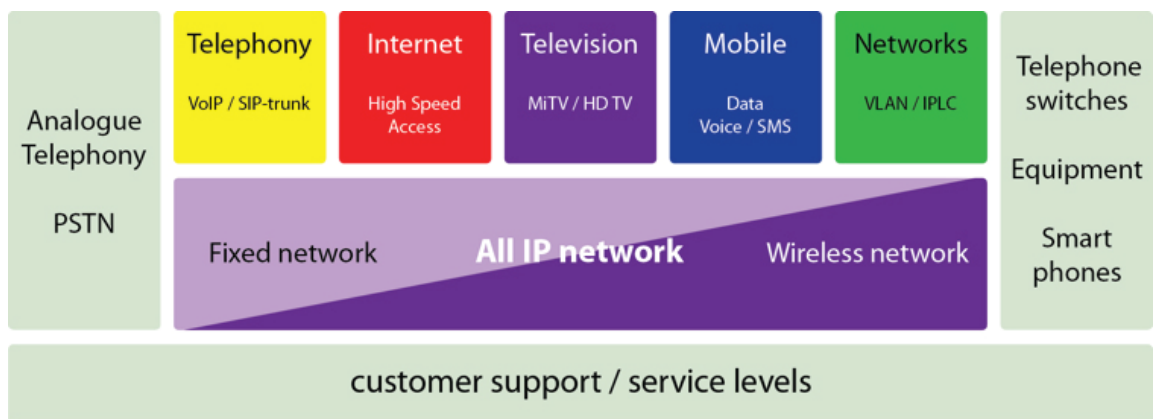 Analogue
Telephony
PSTN
Telephony
VoIP / SIP-trunk
Internet
High Speed
Access
Television
MiTV / HD TV
Mobile
Data
Voice / SMS
Networks
VLAN / IPLC
Fixed network
All IP network
Wireless network
Telephone
switches
Equipment
Smart
phones
customer support / service levels